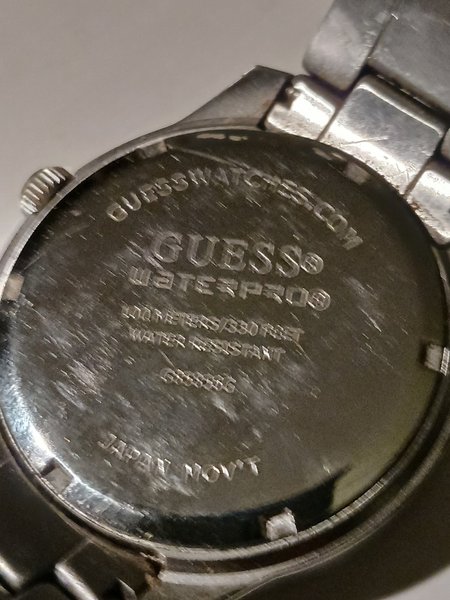 GUESSWATCHES.COM
GUESS®
WATERPRO®
100 METERS/330 FEET
WATER RESISTANT
JAPAN MOV'T